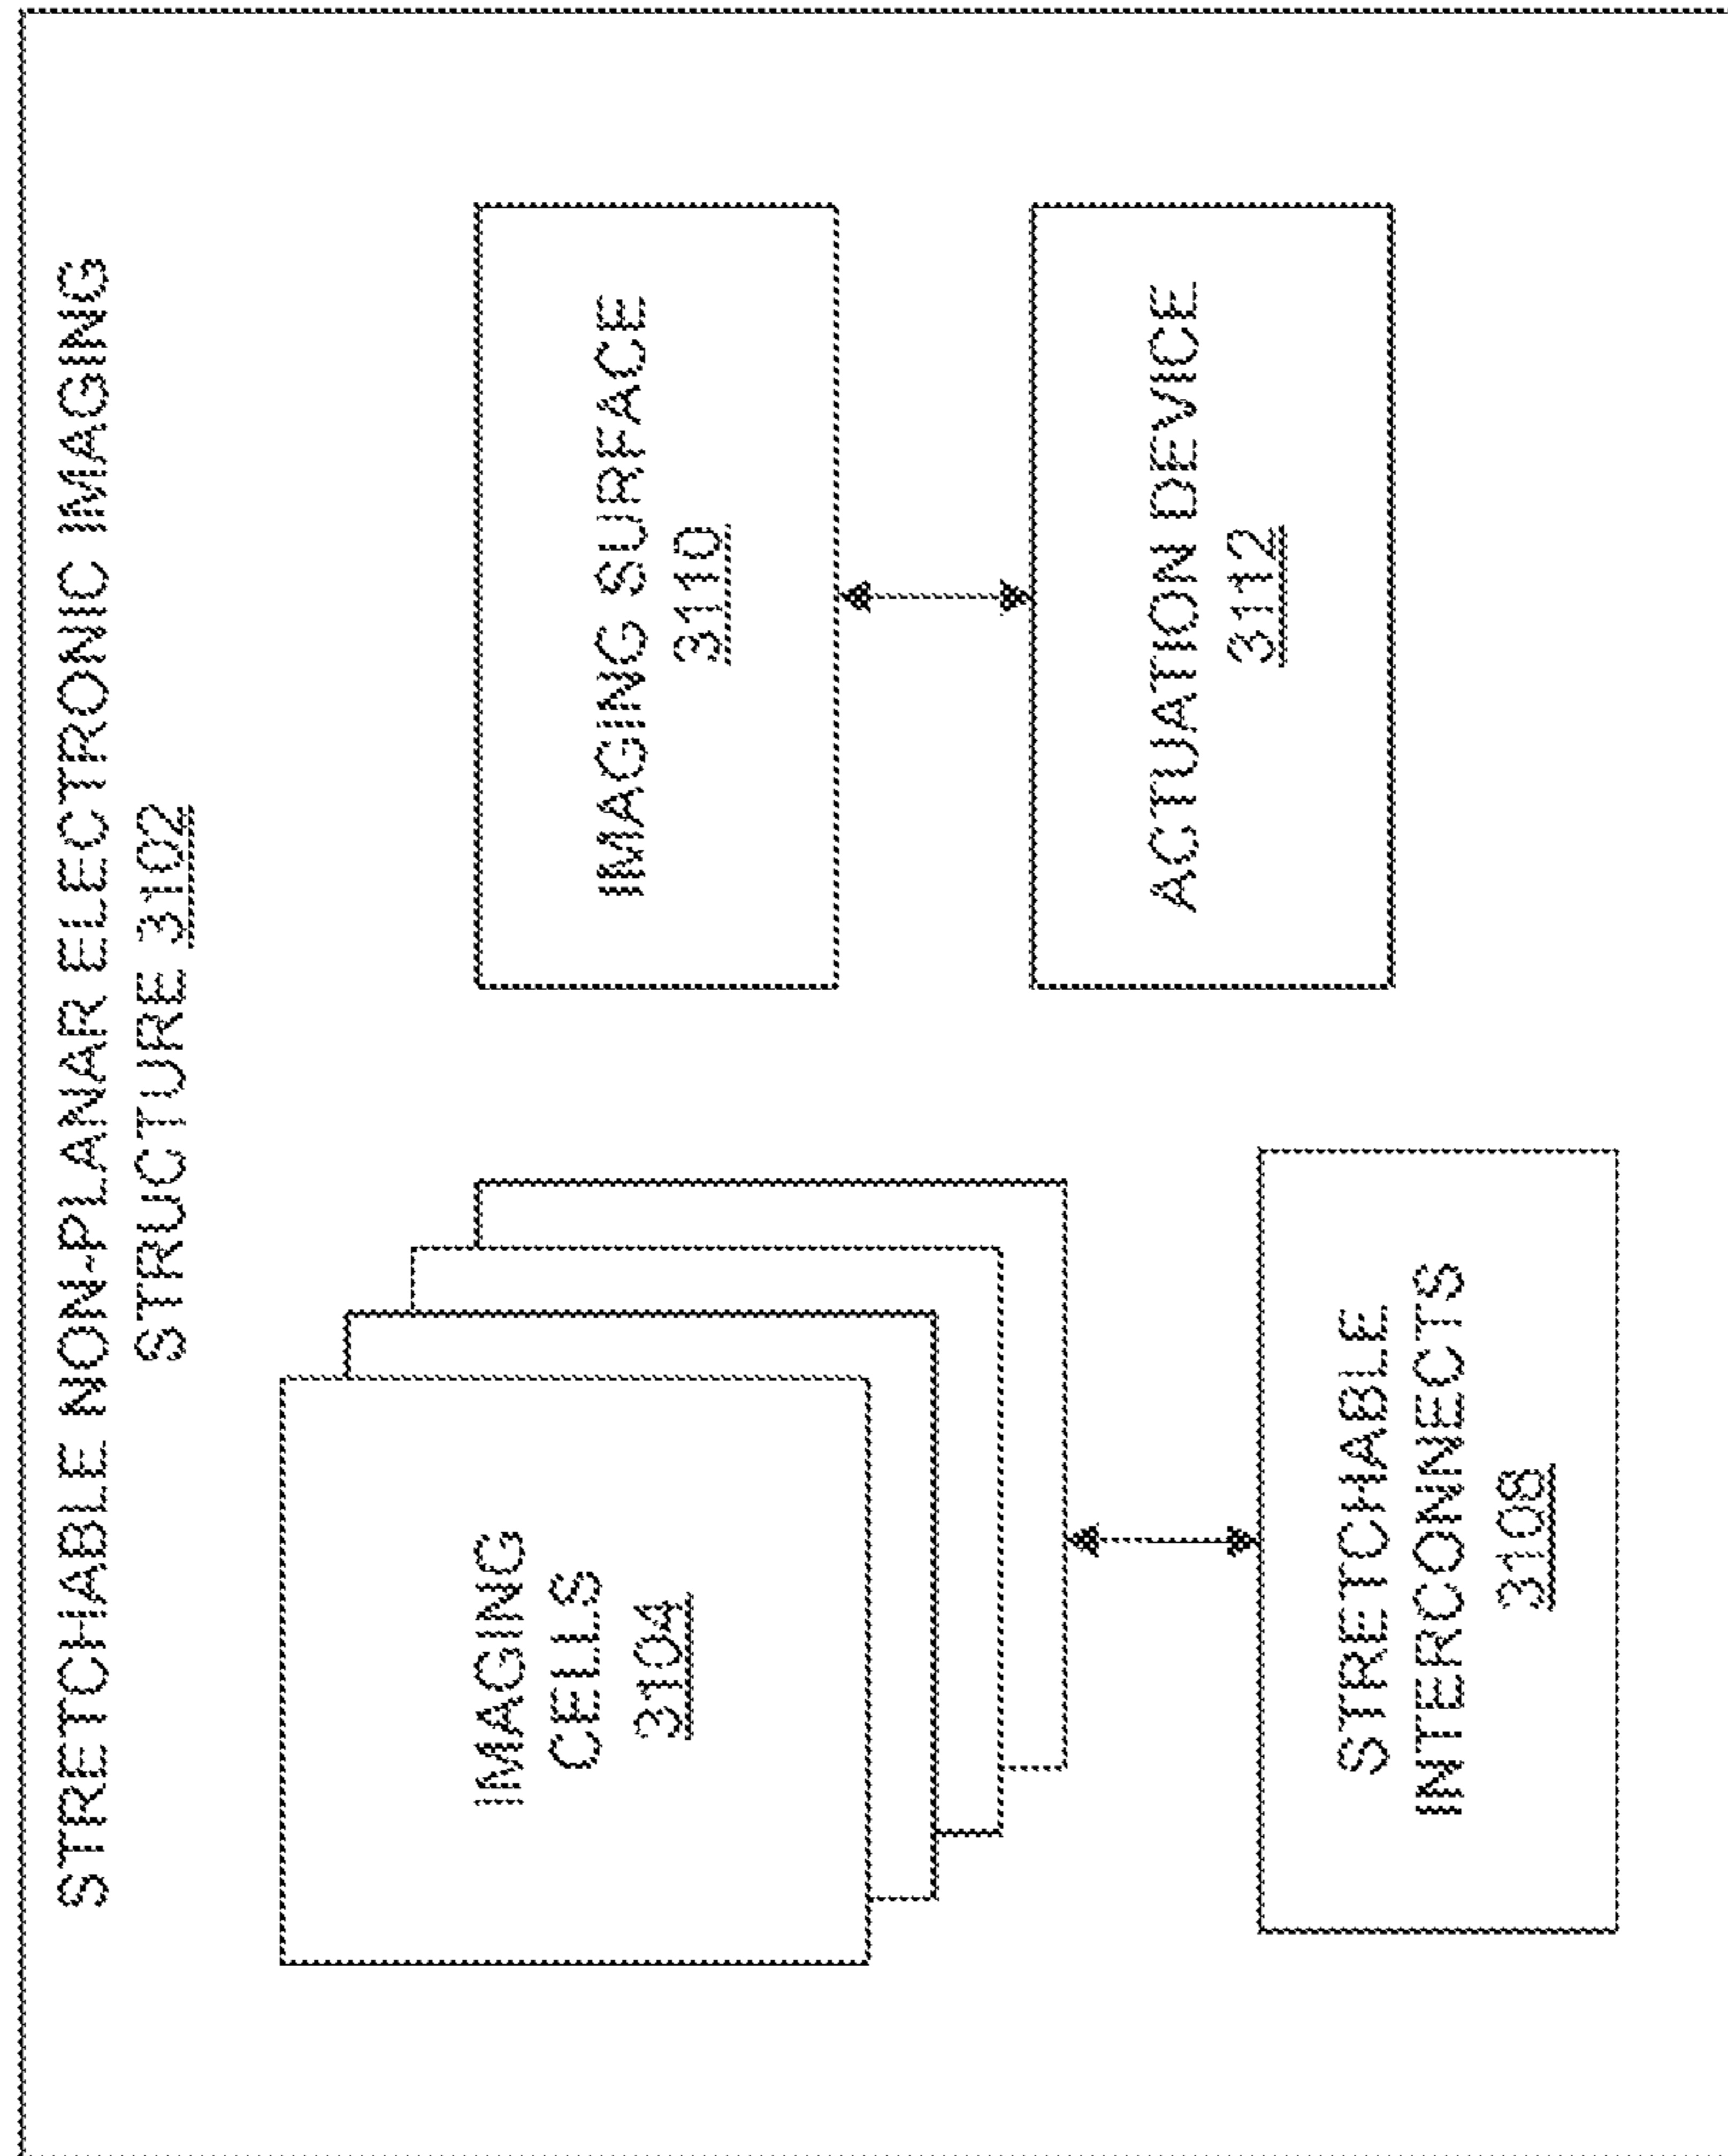 STRETCHABLE NON-PLANAR ELECTRONIC IMAGING
STRUCTURE 3102
IMAGING
CELLS
3104
STRETCHABLE
INTERCONNECTS
3108
IMAGING SURFACE
3110
ACTUATION DEVICE
3112